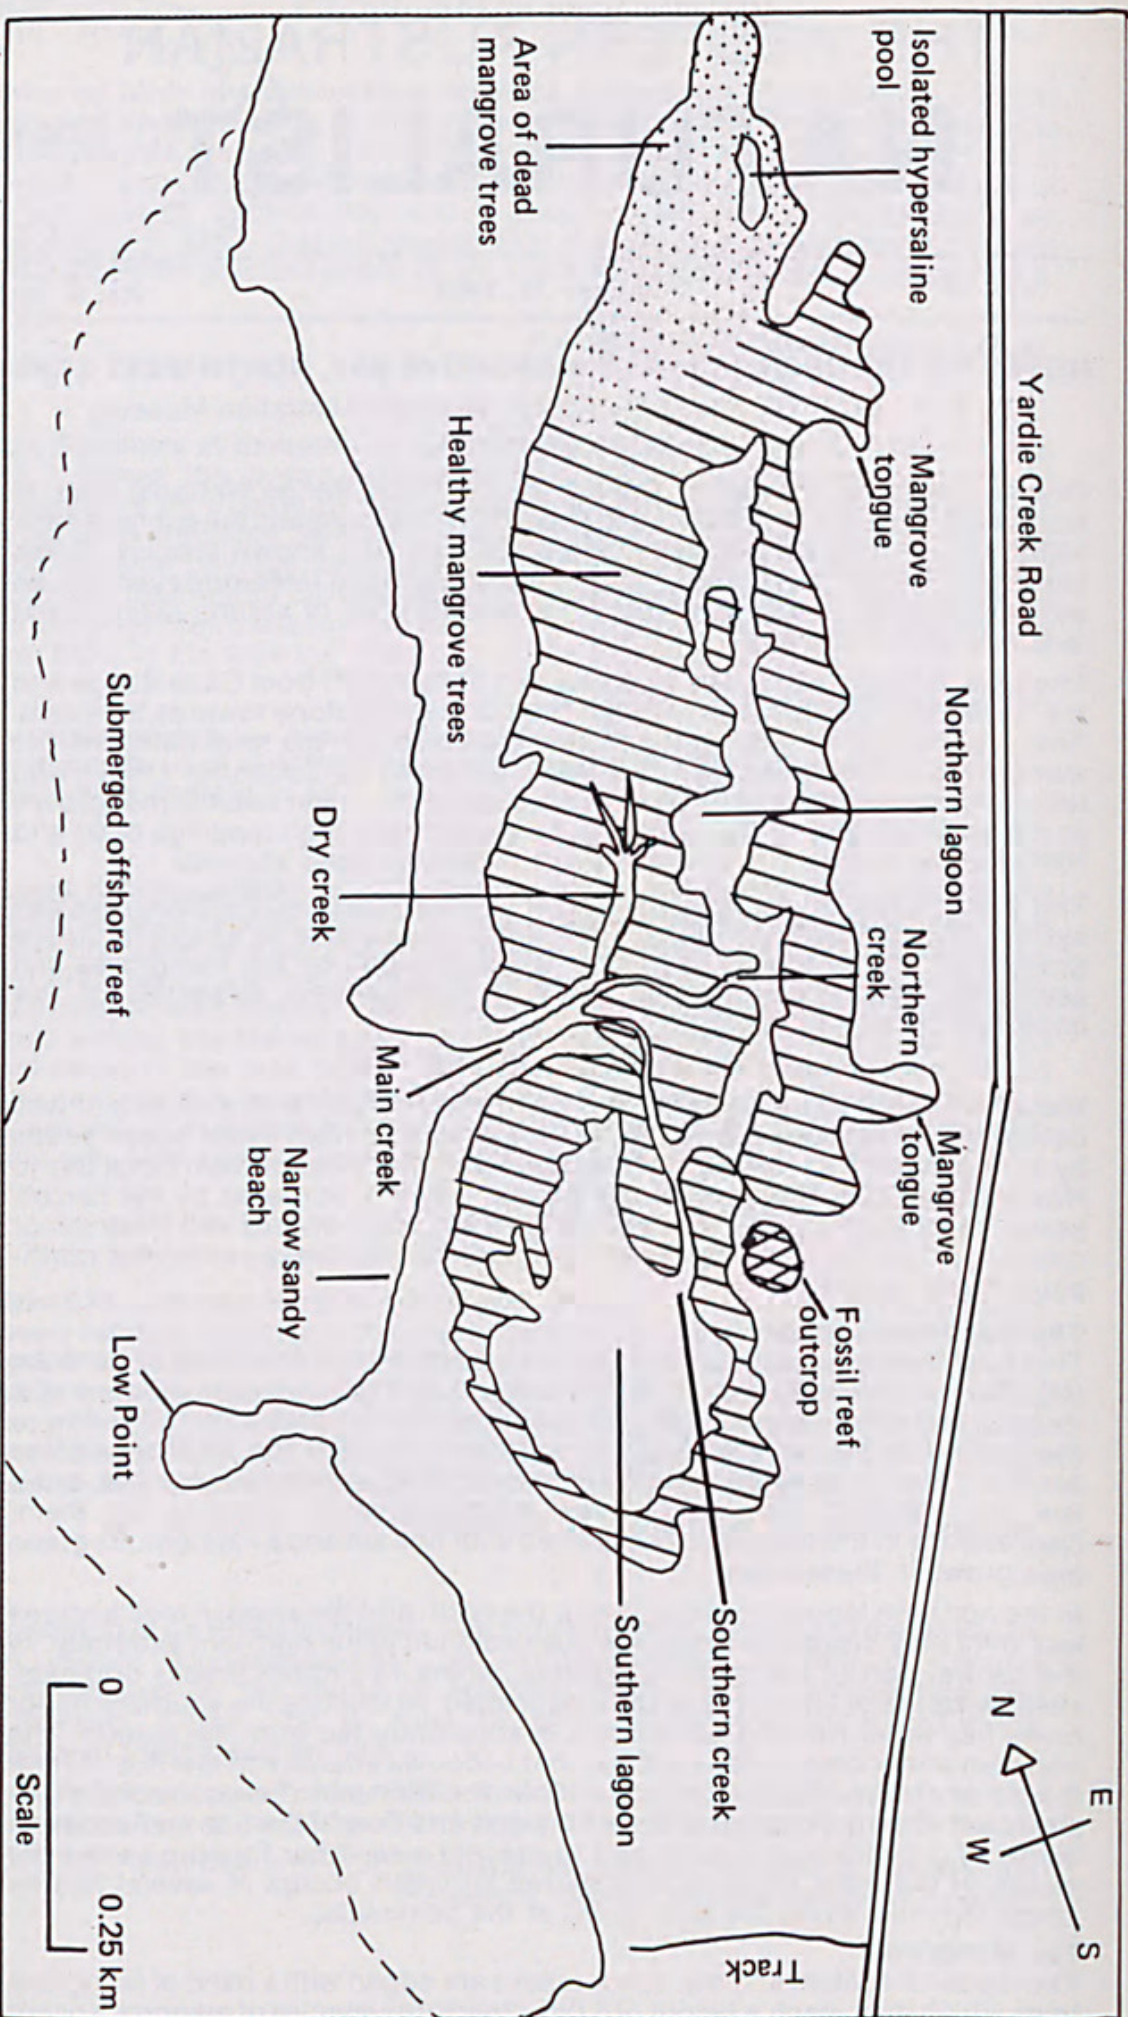 Yardie Creek Road
Isolated hypersaline
pool
Mangrove
tongue
Northern lagoon
Northern
creek
Mangrove
tongue
Fossil reef
outcrop
N
E
S
W
Area of dead
mangrove trees
Healthy mangrove trees
Dry creek
Main creek
Narrow sandy
beach
Low Point
Southern creek
Southern lagoon
Track
Submerged offshore reef
0
0.25 km
Scale